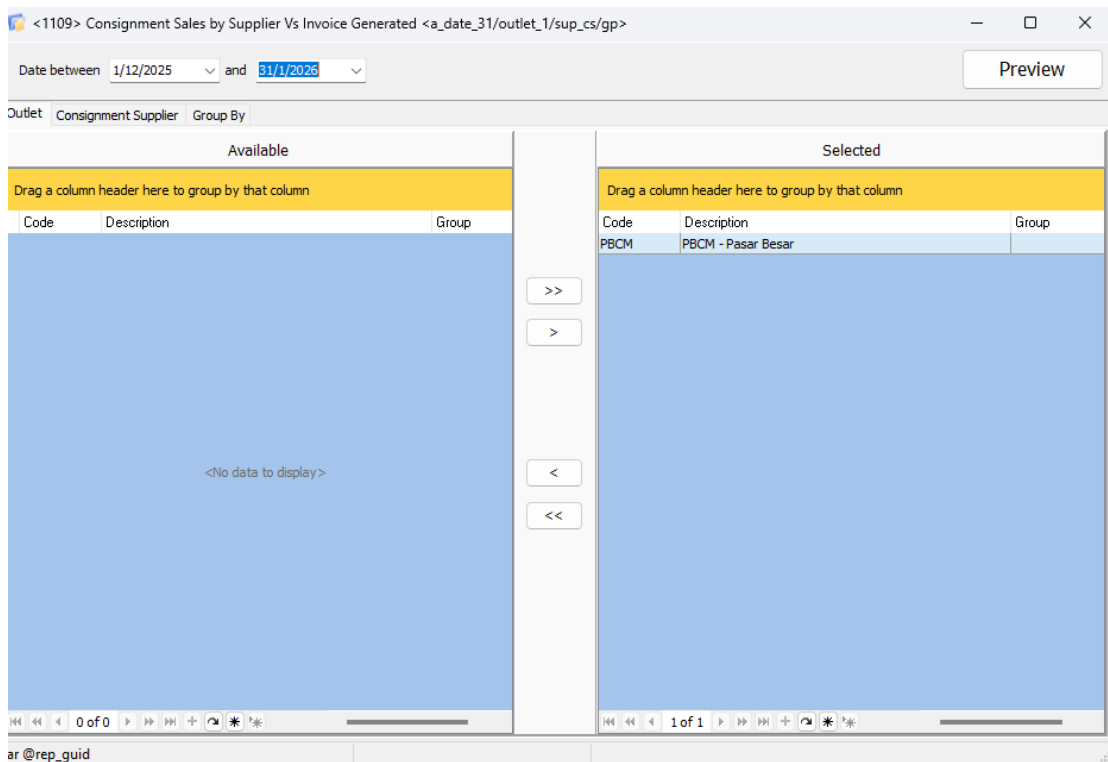 <1109> Consignment Sales by Supplier Vs Invoice Generated <a_date_31/outlet_1/sup_cs/gp>
Date between 1/12/2025 and 31/1/2026 Preview
Outlet Consignment Supplier Group By
Available Selected
Drag a column header here to group by that column Drag a column header here to group by that column
Code Description Group Code Description Group
PBCM PBCM - Pasar Besar
>>
>
<No data to display> <
<<
0 of 0 1 of 1
ar @rep_guid